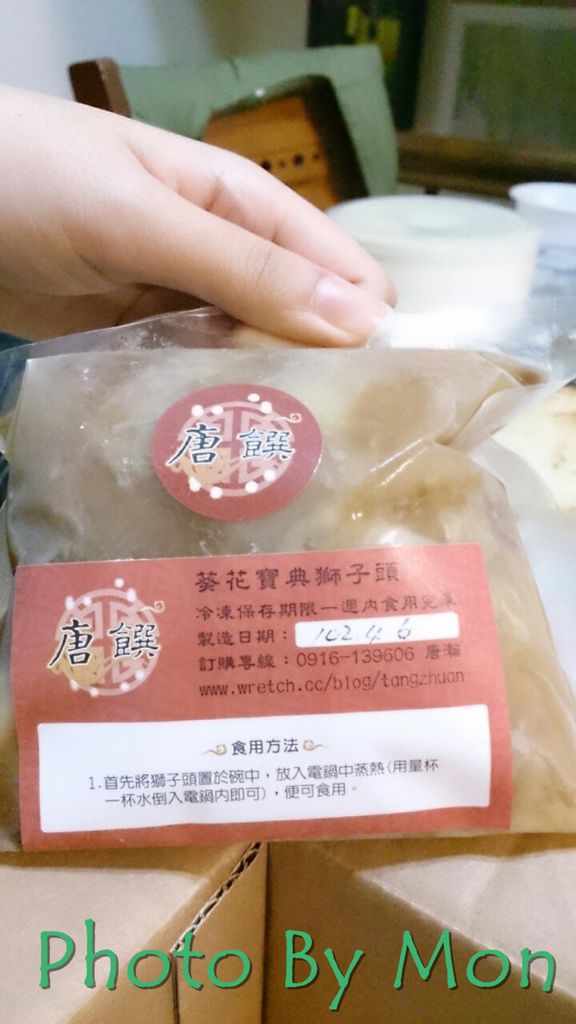 唐饌
唐饌
葵花寶典獅子頭
冷凍保存期限一週內食用完畢
製造日期：102.4.6
訂購專線：0916-139606 唐瀚
www.wretch.cc/blog/tangzhuan
食用方法
1.首先將獅子頭置於碗中，放入電鍋中蒸熱(用量杯
一杯水倒入電鍋內即可)，便可食用。
Photo By Mon